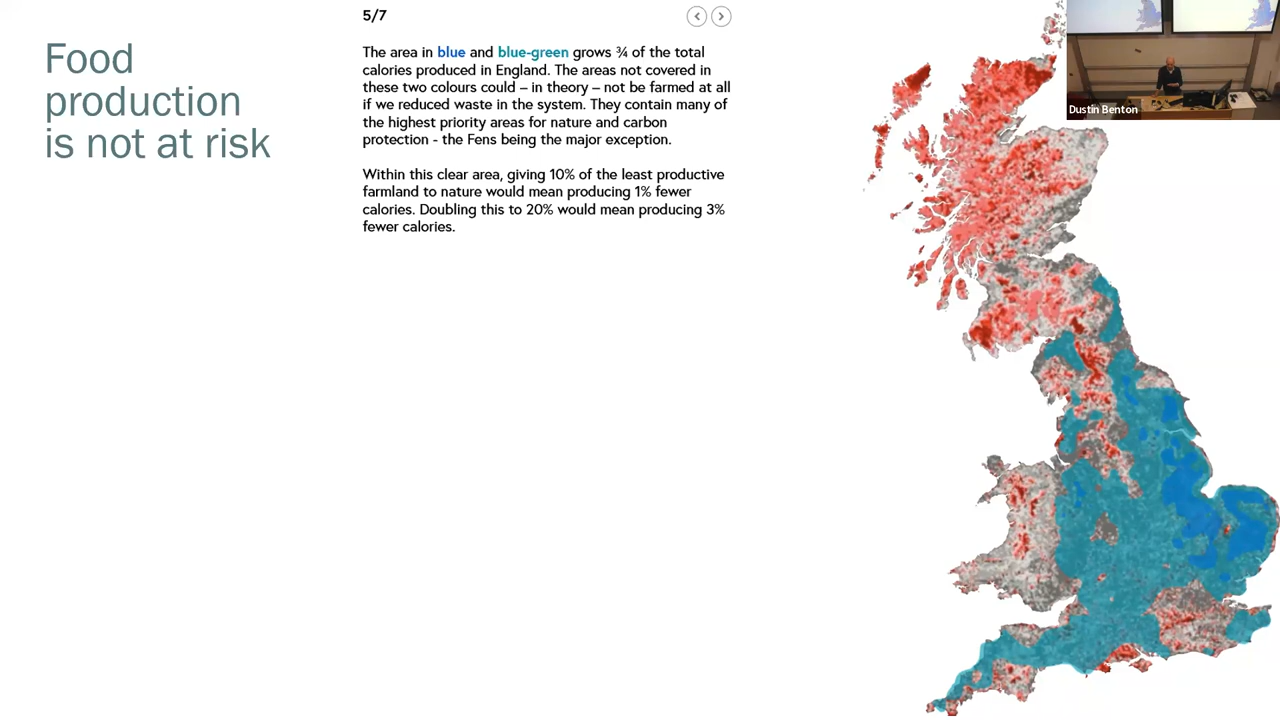 Food
production
is not at risk
5/7
The area in blue and blue-green grows ¾ of the total
calories produced in England. The areas not covered in
these two colours could – in theory – not be farmed at all
if we reduced waste in the system. They contain many of
the highest priority areas for nature and carbon
protection - the Fens being the major exception.
Within this clear area, giving 10% of the least productive
farmland to nature would mean producing 1% fewer
calories. Doubling this to 20% would mean producing 3%
fewer calories.
Dustin Benton